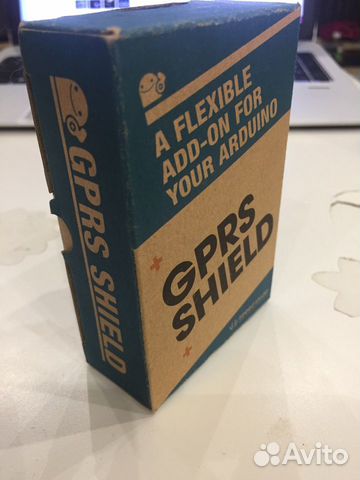 A FLEXIBLE
ADD-ON FOR
YOUR ARDUINO
GPRS
SHIELD
GPRS SHIELD
Avito